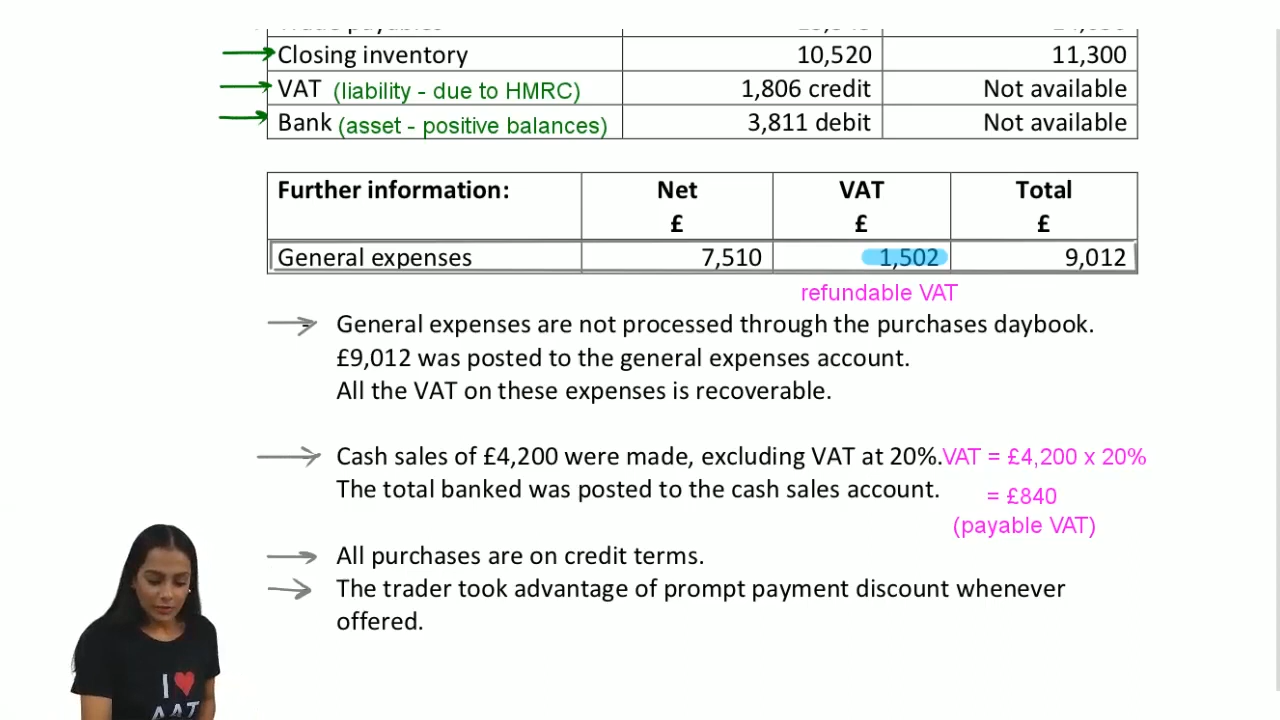 Closing inventory 10,520 11,300
VAT (liability - due to HMRC) 1,806 credit Not available
Bank (asset - positive balances) 3,811 debit Not available
Further information: Net VAT Total
£ £ £
General expenses 7,510 1,502 9,012
refundable VAT
General expenses are not processed through the purchases daybook.
£9,012 was posted to the general expenses account.
All the VAT on these expenses is recoverable.
Cash sales of £4,200 were made, excluding VAT at 20%. VAT = £4,200 x 20%
The total banked was posted to the cash sales account. = £840
(payable VAT)
All purchases are on credit terms.
The trader took advantage of prompt payment discount whenever
offered.
I ♥
AAT